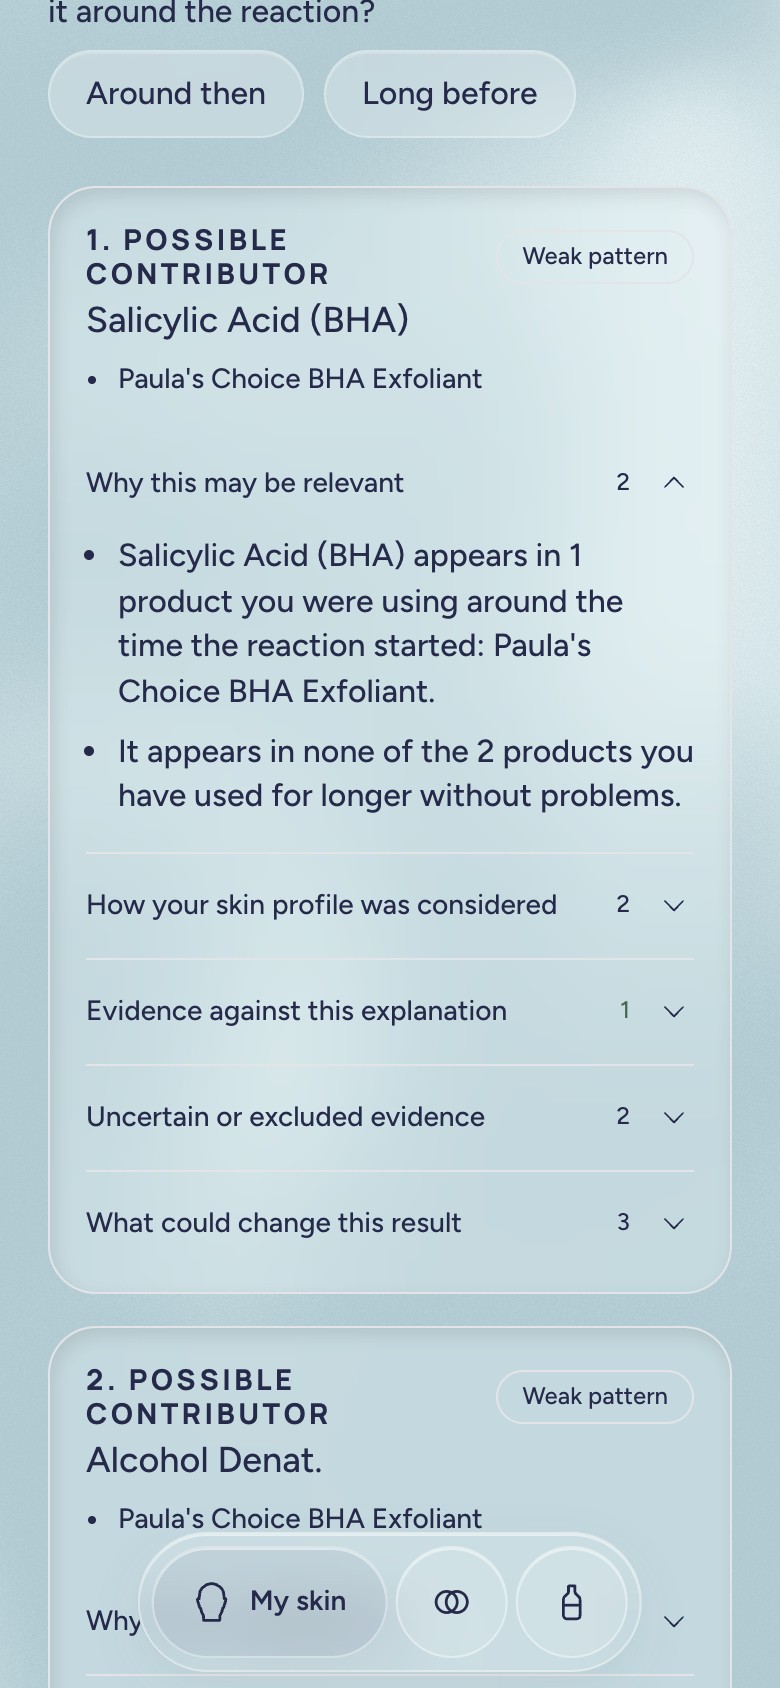 it around the reaction?
Around then
Long before
1. POSSIBLE
CONTRIBUTOR
Weak pattern
Salicylic Acid (BHA)
• Paula's Choice BHA Exfoliant
Why this may be relevant 2
• Salicylic Acid (BHA) appears in 1
product you were using around the
time the reaction started: Paula's
Choice BHA Exfoliant.
• It appears in none of the 2 products you
have used for longer without problems.
How your skin profile was considered 2
Evidence against this explanation 1
Uncertain or excluded evidence 2
What could change this result 3
2. POSSIBLE
CONTRIBUTOR
Weak pattern
Alcohol Denat.
• Paula's Choice BHA Exfoliant
Why
My skin